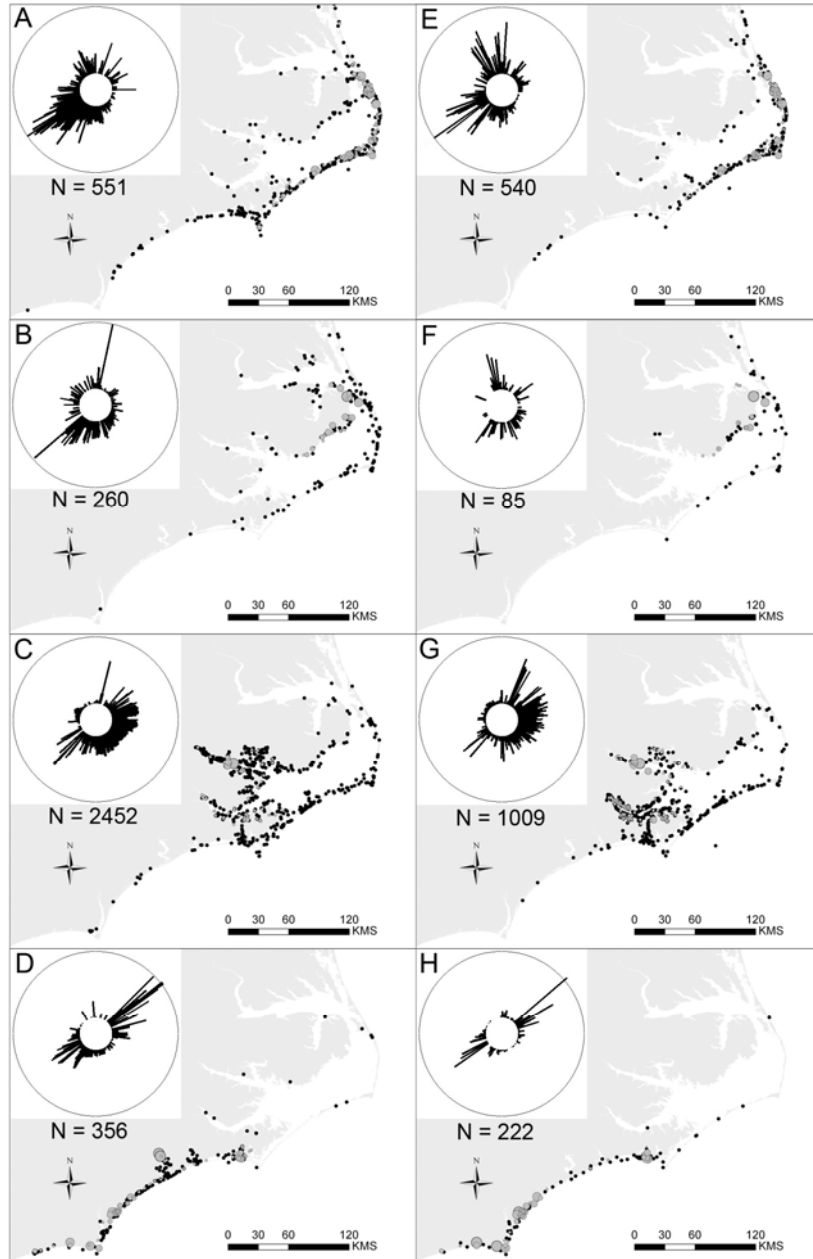 A
N = 551
N
0 30 60 120
KMS
E
N = 540
N
0 30 60 120
KMS
B
N = 260
N
0 30 60 120
KMS
F
N = 85
N
0 30 60 120
KMS
C
N = 2452
N
0 30 60 120
KMS
G
N = 1009
N
0 30 60 120
KMS
D
N = 356
N
0 30 60 120
KMS
H
N = 222
N
0 30 60 120
KMS